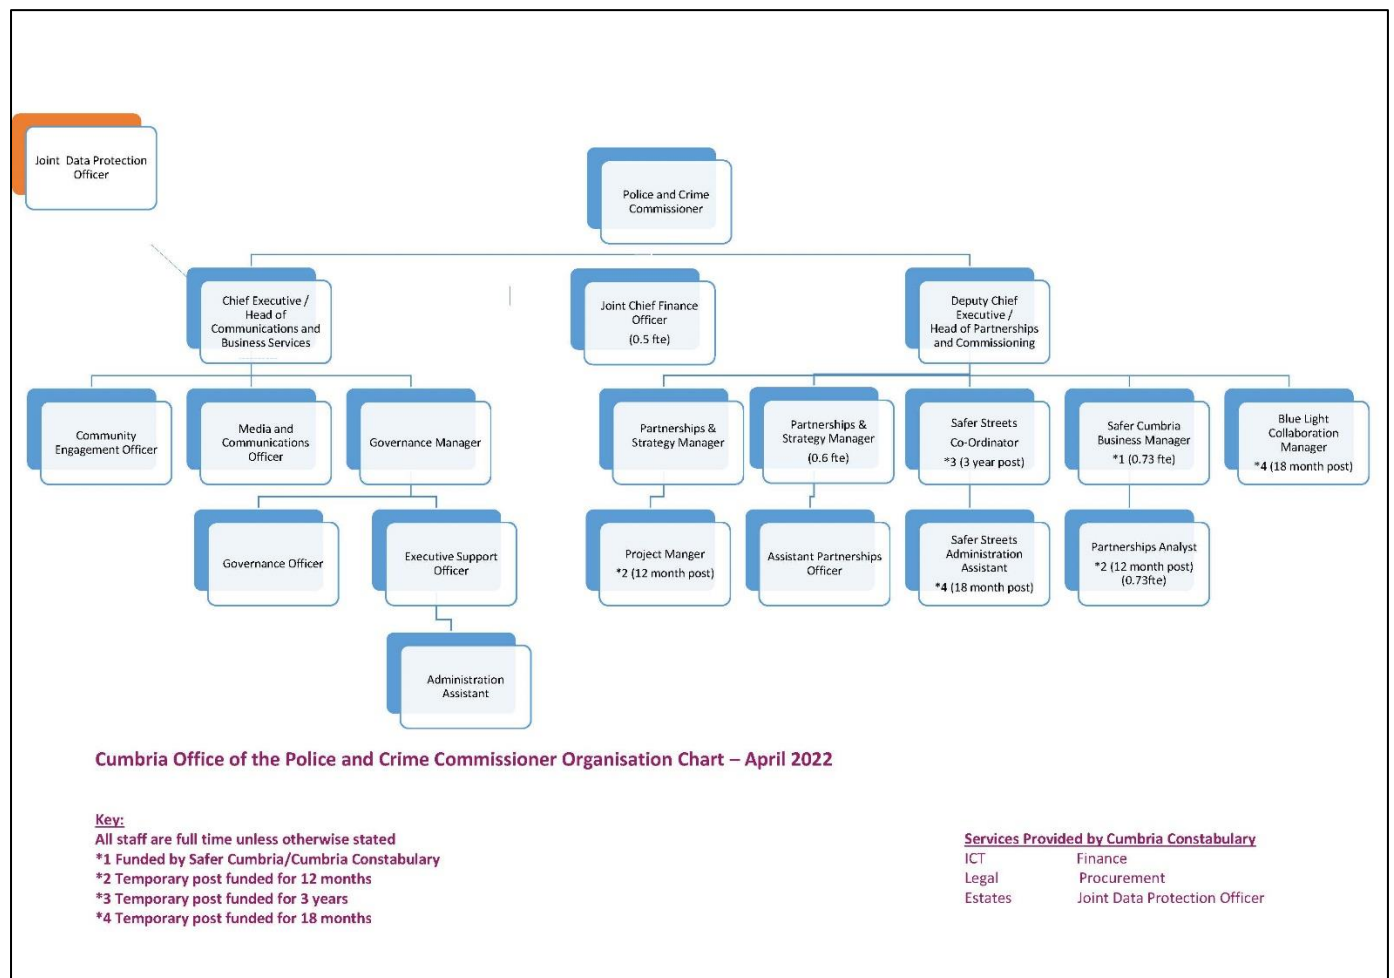 Joint Data Protection
Officer
Police and Crime
Commissioner
Chief Executive /
Head of
Communications and
Business Services
Joint Chief Finance
Officer
(0.5 fte)
Deputy Chief
Executive /
Head of Partnerships
and Commissioning
Community
Engagement Officer
Media and
Communications
Officer
Governance Manager
Partnerships &
Strategy Manager
Partnerships &
Strategy Manager
(0.6 fte)
Safer Streets
Co-Ordinator
*3 (3 year post)
Safer Cumbria
Business Manager
*1 (0.73 fte)
Blue Light
Collaboration
Manager
*4 (18 month post)
Governance Officer
Executive Support
Officer
Project Manger
*2 (12 month post)
Assistant Partnerships
Officer
Safer Streets
Administration
Assistant
*4 (18 month post)
Partnerships Analyst
*2 (12 month post)
(0.73fte)
Administration
Assistant
Cumbria Office of the Police and Crime Commissioner Organisation Chart – April 2022
Key:
All staff are full time unless otherwise stated
*1 Funded by Safer Cumbria/Cumbria Constabulary
*2 Temporary post funded for 12 months
*3 Temporary post funded for 3 years
*4 Temporary post funded for 18 months
Services Provided by Cumbria Constabulary
ICT Finance
Legal Procurement
Estates Joint Data Protection Officer